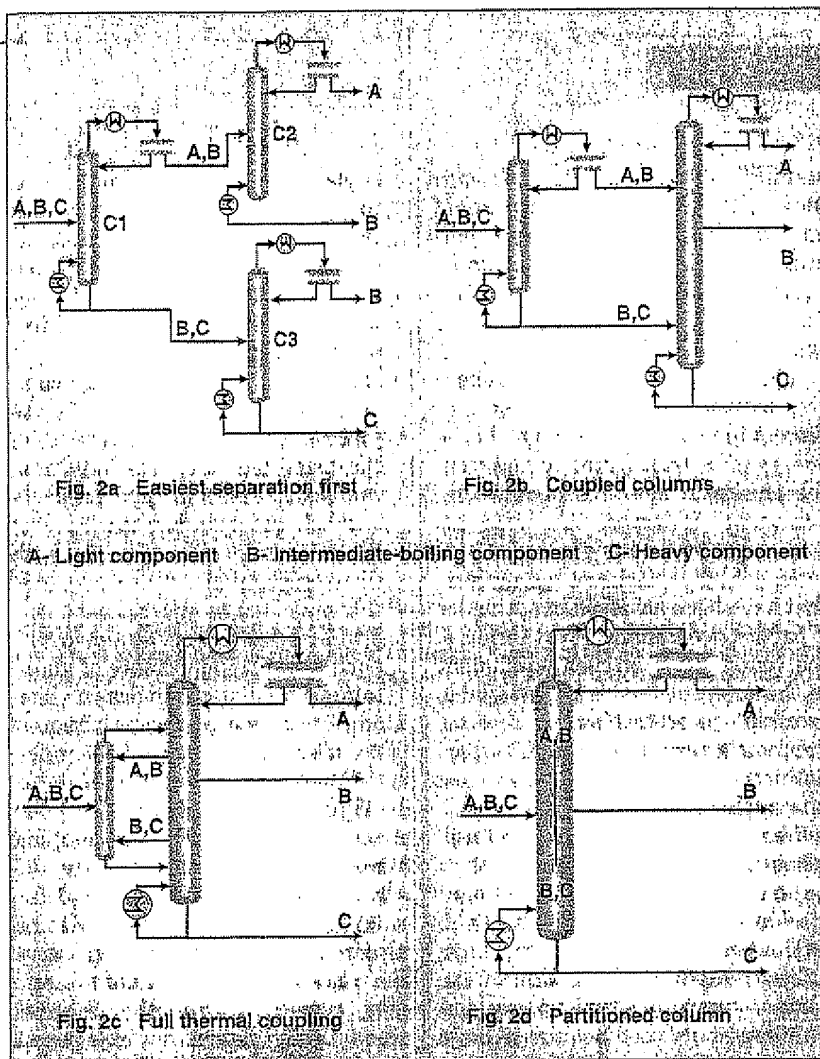 A
A,B
C2
A,B,C
C1
B
B
B,C
C3
C
Fig. 2a Easiest separation first
A
A,B
A,B,C
B
B,C
C
Fig. 2b Coupled columns
A- Light component B- Intermediate-boiling component C- Heavy component
A
A,B
A,B,C
B
B,C
C
Fig. 2c Full thermal coupling
A
A,B
B
A,B,C
B,C
C
Fig. 2d Partitioned column